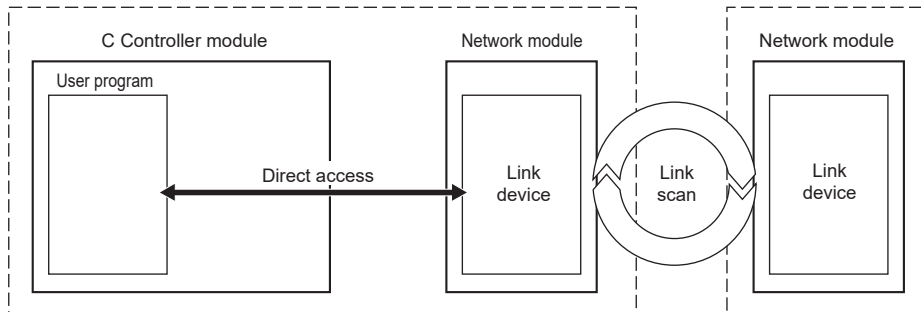 C Controller module
Network module
Network module
User program
Direct access
Link
device
Link
scan
Link
device